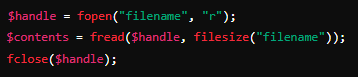 $handle = fopen("filename", "r");
$contents = fread($handle, filesize("filename"));
fclose($handle);